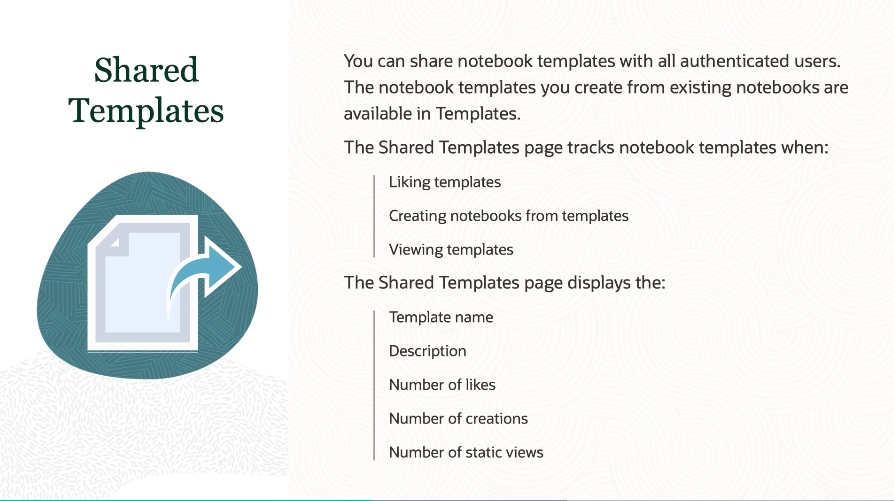 Shared
Templates
You can share notebook templates with all authenticated users.
The notebook templates you create from existing notebooks are
available in Templates.
The Shared Templates page tracks notebook templates when:
Liking templates
Creating notebooks from templates
Viewing templates
The Shared Templates page displays the:
Template name
Description
Number of likes
Number of creations
Number of static views